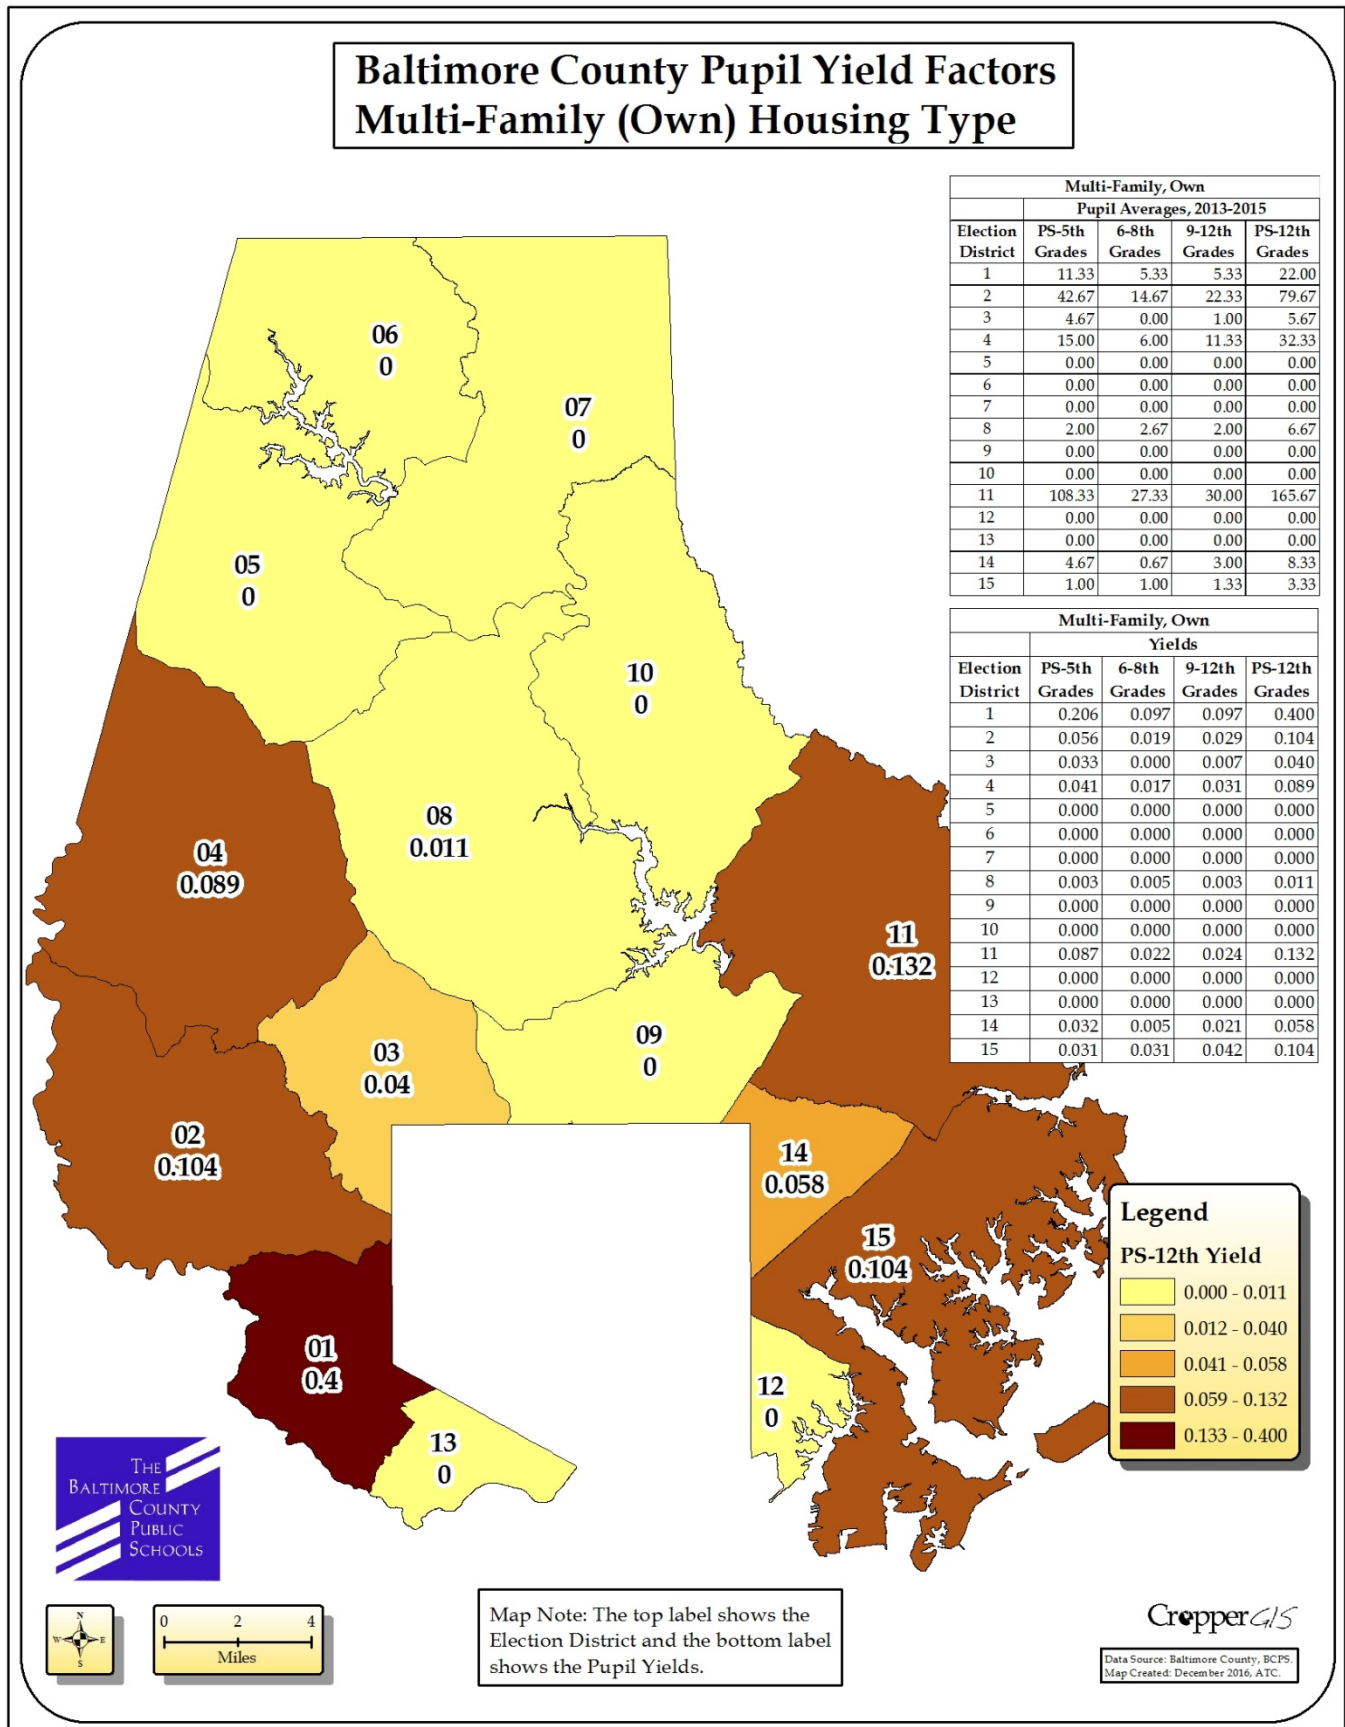 Baltimore County Pupil Yield Factors
Multi-Family (Own) Housing Type
Multi-Family, Own
Pupil Averages, 2013-2015
Election District PS-5th Grades 6-8th Grades 9-12th Grades PS-12th Grades
1 11.33 5.33 5.33 22.00
2 42.67 14.67 22.33 79.67
3 4.67 0.00 1.00 5.67
4 15.00 6.00 11.33 32.33
5 0.00 0.00 0.00 0.00
6 0.00 0.00 0.00 0.00
7 0.00 0.00 0.00 0.00
8 2.00 2.67 2.00 6.67
9 0.00 0.00 0.00 0.00
10 0.00 0.00 0.00 0.00
11 108.33 27.33 30.00 165.67
12 0.00 0.00 0.00 0.00
13 0.00 0.00 0.00 0.00
14 4.67 0.67 3.00 8.33
15 1.00 1.00 1.33 3.33
Multi-Family, Own
Yields
Election District PS-5th Grades 6-8th Grades 9-12th Grades PS-12th Grades
1 0.206 0.097 0.097 0.400
2 0.056 0.019 0.029 0.104
3 0.033 0.000 0.007 0.040
4 0.041 0.017 0.031 0.089
5 0.000 0.000 0.000 0.000
6 0.000 0.000 0.000 0.000
7 0.000 0.000 0.000 0.000
8 0.003 0.005 0.003 0.011
9 0.000 0.000 0.000 0.000
10 0.000 0.000 0.000 0.000
11 0.087 0.022 0.024 0.132
12 0.000 0.000 0.000 0.000
13 0.000 0.000 0.000 0.000
14 0.032 0.005 0.021 0.058
15 0.031 0.031 0.042 0.104
06
0
07
0
05
0
10
0
08
0.011
04
0.089
11
0.132
09
0
03
0.04
02
0.104
14
0.058
15
0.104
01
0.4
12
0
13
0
Legend
PS-12th Yield
0.000 - 0.011
0.012 - 0.040
0.041 - 0.058
0.059 - 0.132
0.133 - 0.400
THE
BALTIMORE
COUNTY
PUBLIC
SCHOOLS
N
W E
S
0 2 4
Miles
Map Note: The top label shows the
Election District and the bottom label
shows the Pupil Yields.
Cropper GIS
Data Source: Baltimore County, BCPS.
Map Created: December 2016, ATC.